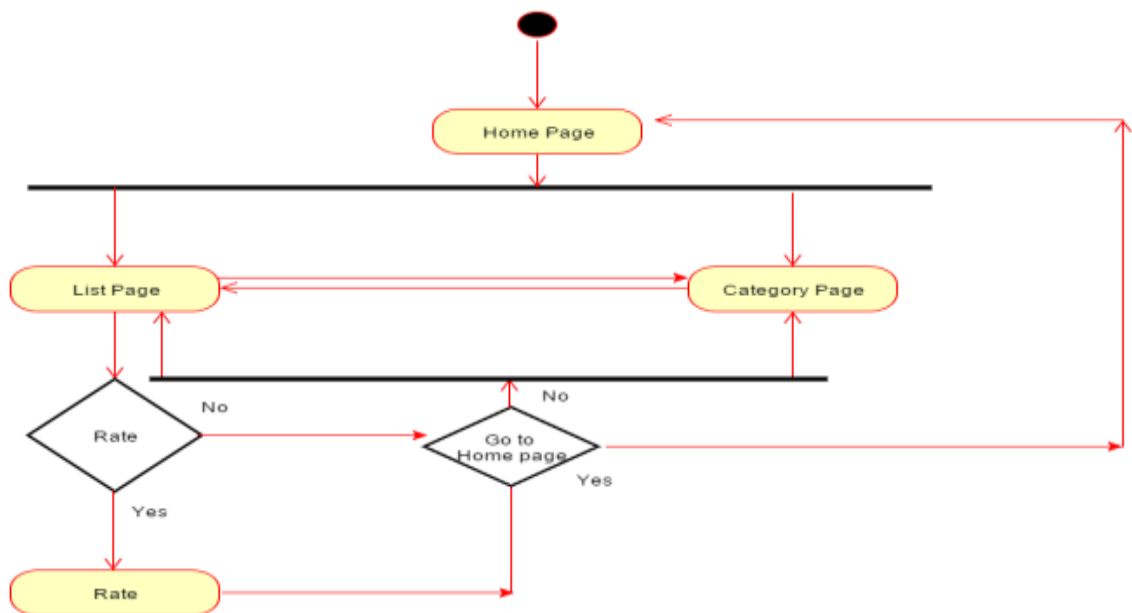 Home Page
List Page
Category Page
No
Rate
No
Go to
Home page
Yes
Yes
Rate